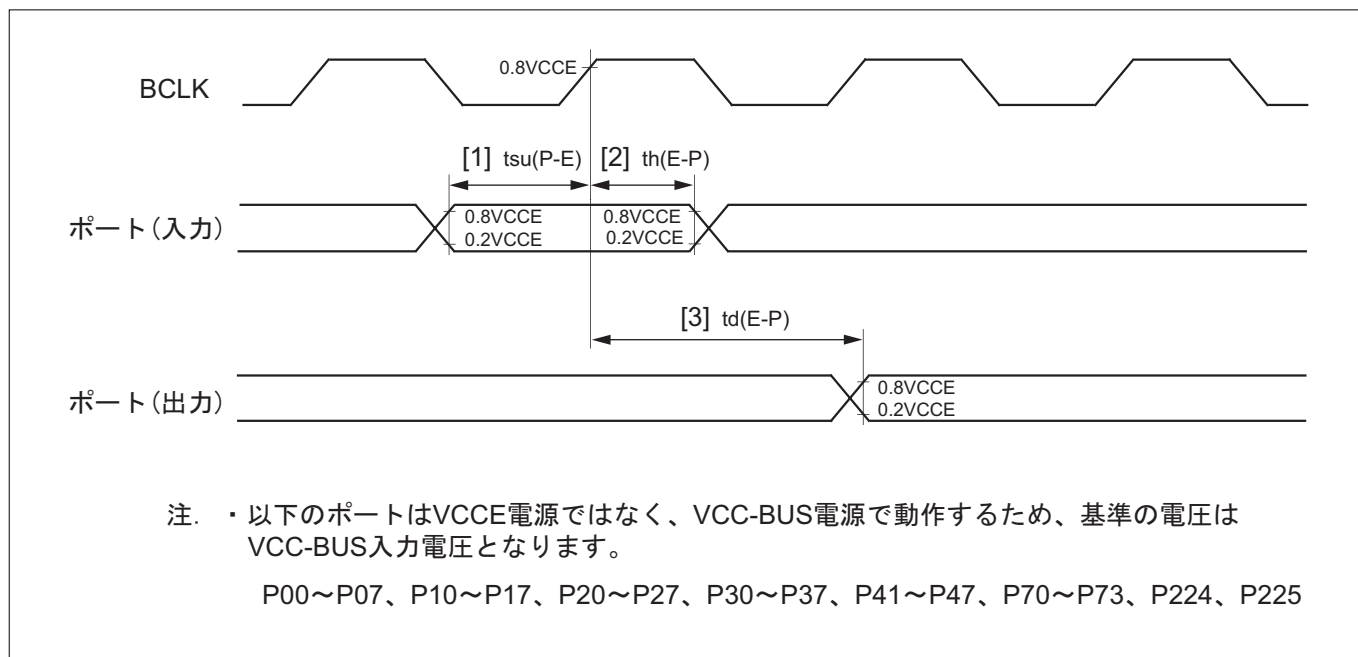 BCLK
0.8VCCE
[1] tsu(P-E)
[2] th(E-P)
ポート(入力)
0.8VCCE
0.2VCCE
0.8VCCE
0.2VCCE
[3] td(E-P)
ポート(出力)
0.8VCCE
0.2VCCE
注. ・以下のポートはVCCE電源ではなく、VCC-BUS電源で動作するため、基準の電圧は
VCC-BUS入力電圧となります。
P00～P07、P10～P17、P20～P27、P30～P37、P41～P47、P70～P73、P224、P225